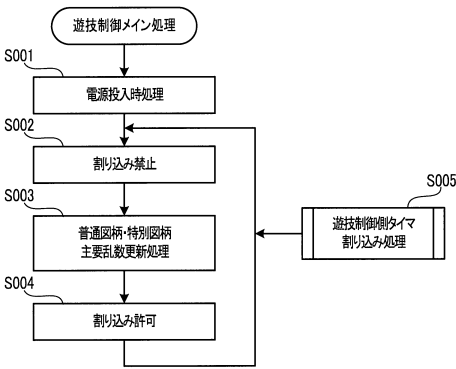 遊技制御メイン処理
S001
電源投入時処理
S002
割り込み禁止
S003
普通図柄・特別図柄
主要乱数更新処理
S004
割り込み許可
S005
遊技制御側タイマ
割り込み処理